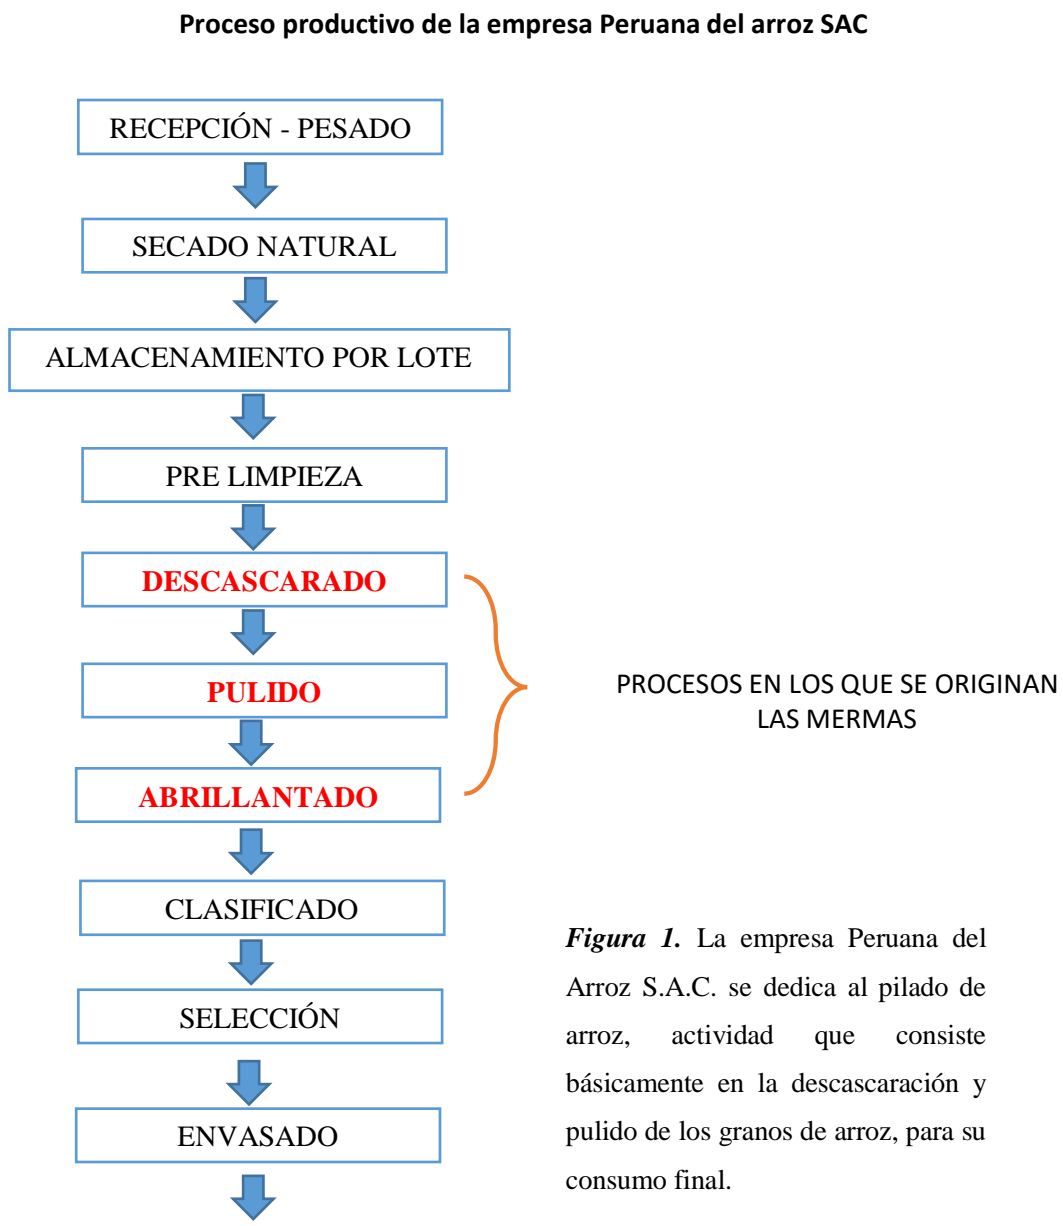 Proceso productivo de la empresa Peruana del arroz SAC
RECEPCIÓN - PESADO
SECADO NATURAL
ALMACENAMIENTO POR LOTE
PRE LIMPIEZA
DESCASCARADO
PULIDO
ABRILLANTADO
PROCESOS EN LOS QUE SE ORIGINAN
LAS MERMAS
CLASIFICADO
SELECCIÓN
ENVASADO
Figura 1. La empresa Peruana del
Arroz S.A.C. se dedica al pilado de
arroz, actividad que consiste
básicamente en la descascaración y
pulido de los granos de arroz, para su
consumo final.